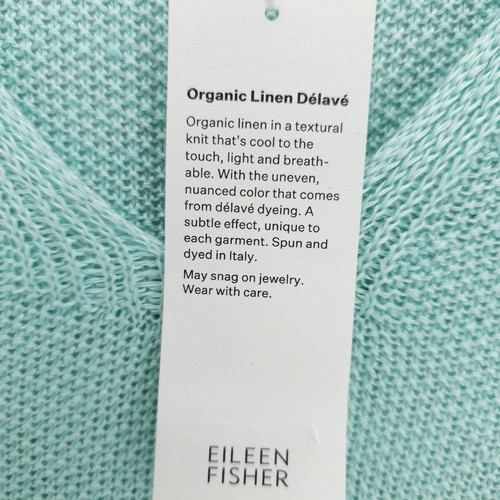 Organic Linen Délavé
Organic linen in a textural
knit that's cool to the
touch, light and breath-
able. With the uneven,
nuanced color that comes
from délavé dyeing. A
subtle effect, unique to
each garment. Spun and
dyed in Italy.
May snag on jewelry.
Wear with care.
EILEEN
FISHER